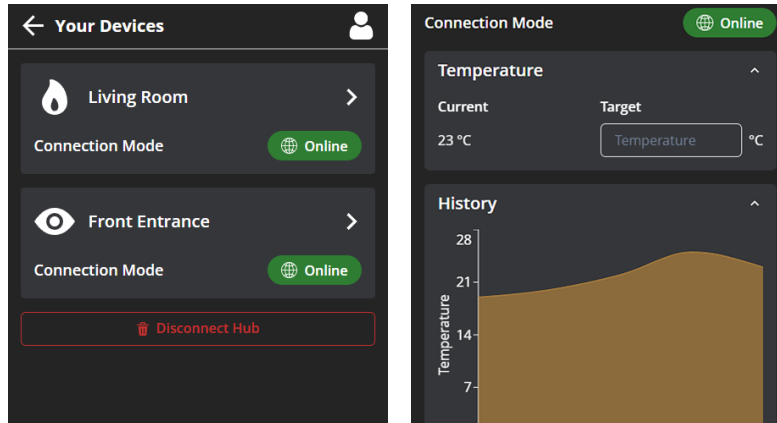 Your Devices
Living Room
Connection Mode
Online
Front Entrance
Connection Mode
Online
Disconnect Hub
Connection Mode
Online
Temperature
Current
Target
23 °C
Temperature
°C
History
28
21
14
7
Temperature